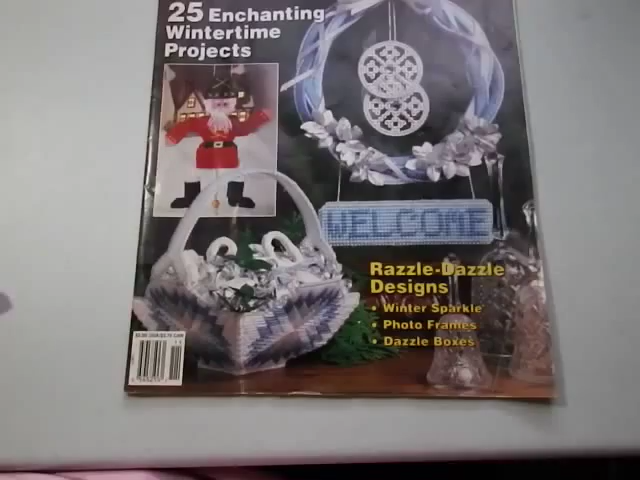 25 Enchanting
Wintertime
Projects
WELCOME
Razzle-Dazzle
Designs
• Winter Sparkle
• Photo Frames
• Dazzle Boxes